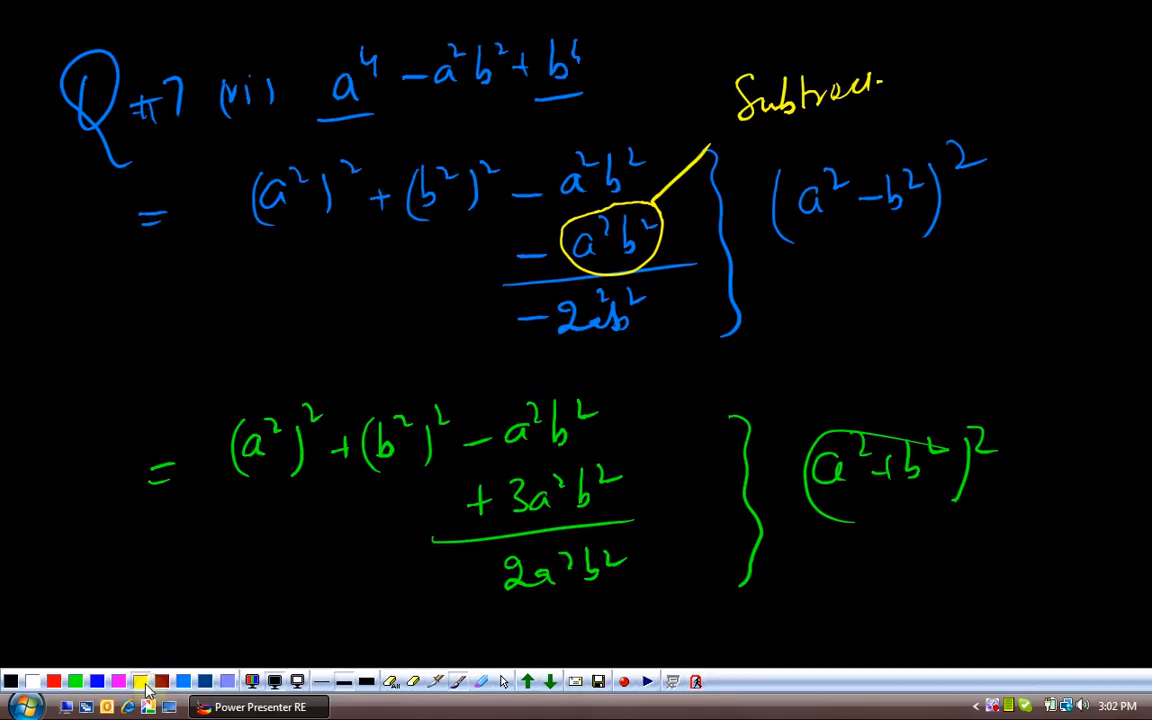 Q #7 (vi) a⁴ - a²b² + b⁴
Subtract
= (a²)² + (b²)² - a²b²
- a²b²
- 2a²b²
(a² - b²)²
= (a²)² + (b²)² - a²b²
+ 3a²b²
2a²b²
(a² + b²)²
All
Power Presenter RE
3:02 PM